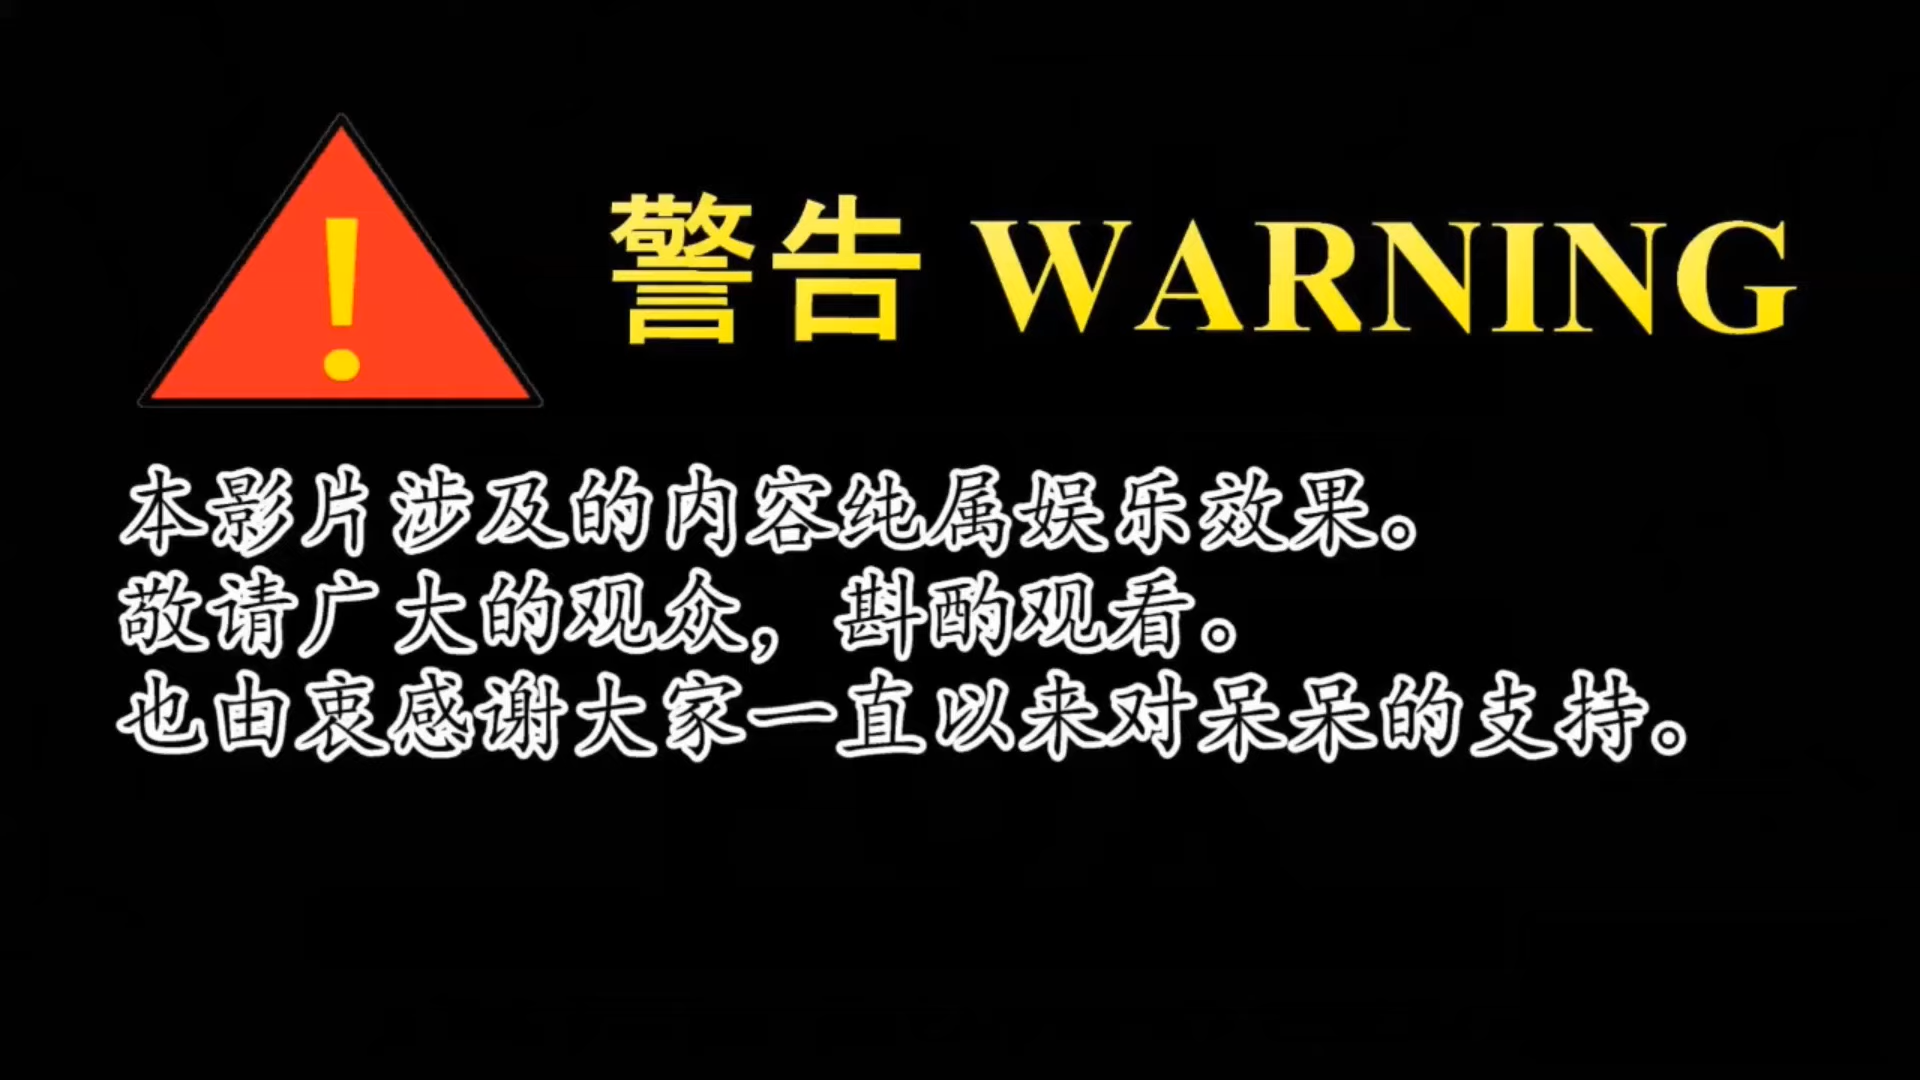 警告 WARNING
本影片涉及的内容纯属娱乐效果。
敬请广大的观众，斟酌观看。
也由衷感谢大家一直以来对呆呆的支持。